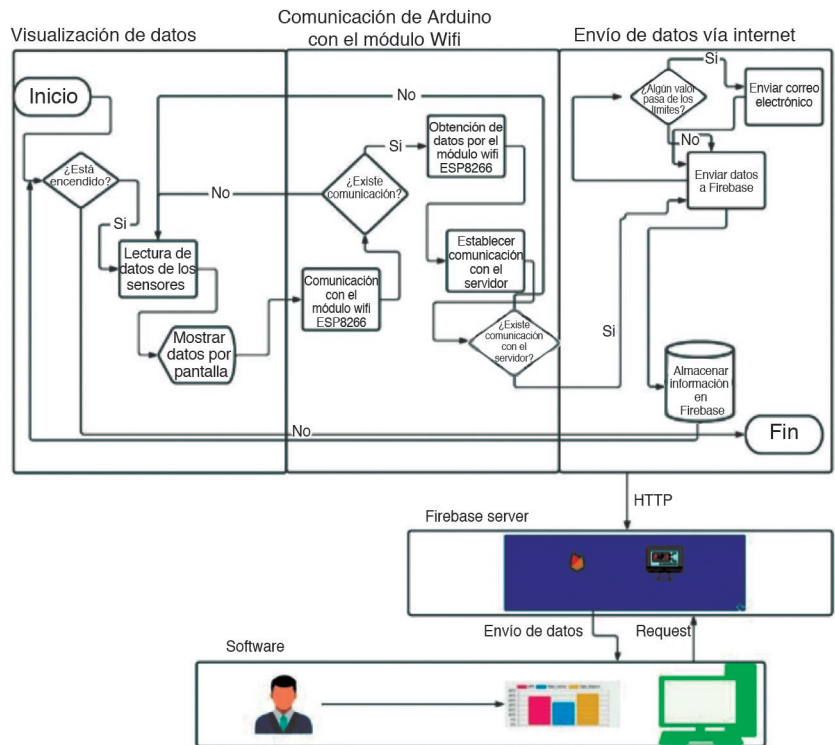 Visualización de datos
Comunicación de Arduino
con el módulo Wifi
Envío de datos vía internet
Inicio
¿Está
encendido?
Si
Lectura de
datos de los
sensores
Mostrar
datos por
pantalla
No
No
¿Existe
comunicación?
Si
Comunicación
con el
módulo wifi
ESP8266
Obtención de
datos por el
módulo wifi
ESP8266
Establecer
comunicación
con el
servidor
¿Existe
comunicación
con el
servidor?
Si
¿Algún valor
pasa de los
límites?
Si
Enviar correo
electrónico
No
Enviar datos
a Firebase
Almacenar
información
en
Firebase
No
Fin
HTTP
Firebase server
Envío de datos
Request
Software